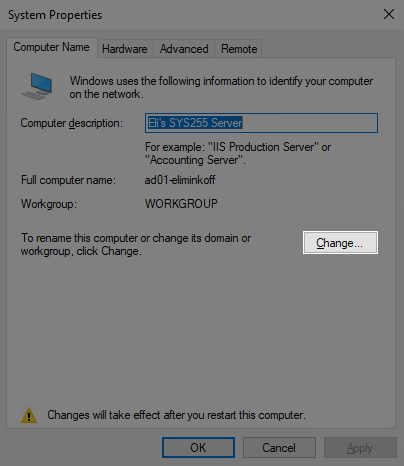 System Properties
Computer Name Hardware Advanced Remote
Windows uses the following information to identify your computer
on the network.
Computer description: Eli's SYS255 Server
For example: "IIS Production Server" or
"Accounting Server".
Full computer name: ad01-eliminkoff
Workgroup: WORKGROUP
To rename this computer or change its domain or
workgroup, click Change.
Change...
Changes will take effect after you restart this computer.
OK Cancel Apply